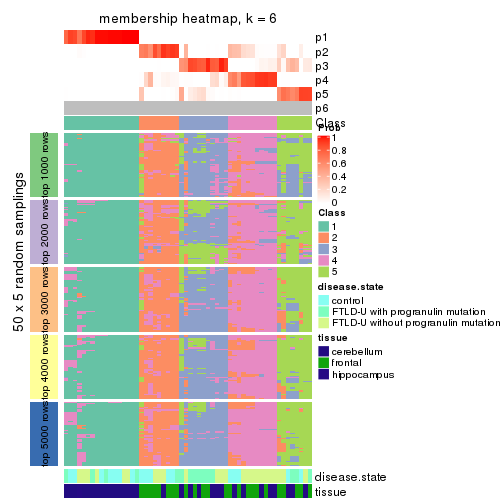 membership heatmap, k = 6
p1
p2
p3
p4
p5
p6
Class
Prob
1
0.8
0.6
0.4
0.2
0
Class
1
2
3
4
5
disease.state
control
FTLD-U with progranulin mutation
FTLD-U without progranulin mutation
tissue
cerebellum
frontal
hippocampus
50 x 5 random samplings
top 1000 rows
top 2000 rows
top 3000 rows
top 4000 rows
top 5000 rows
disease.state
tissue